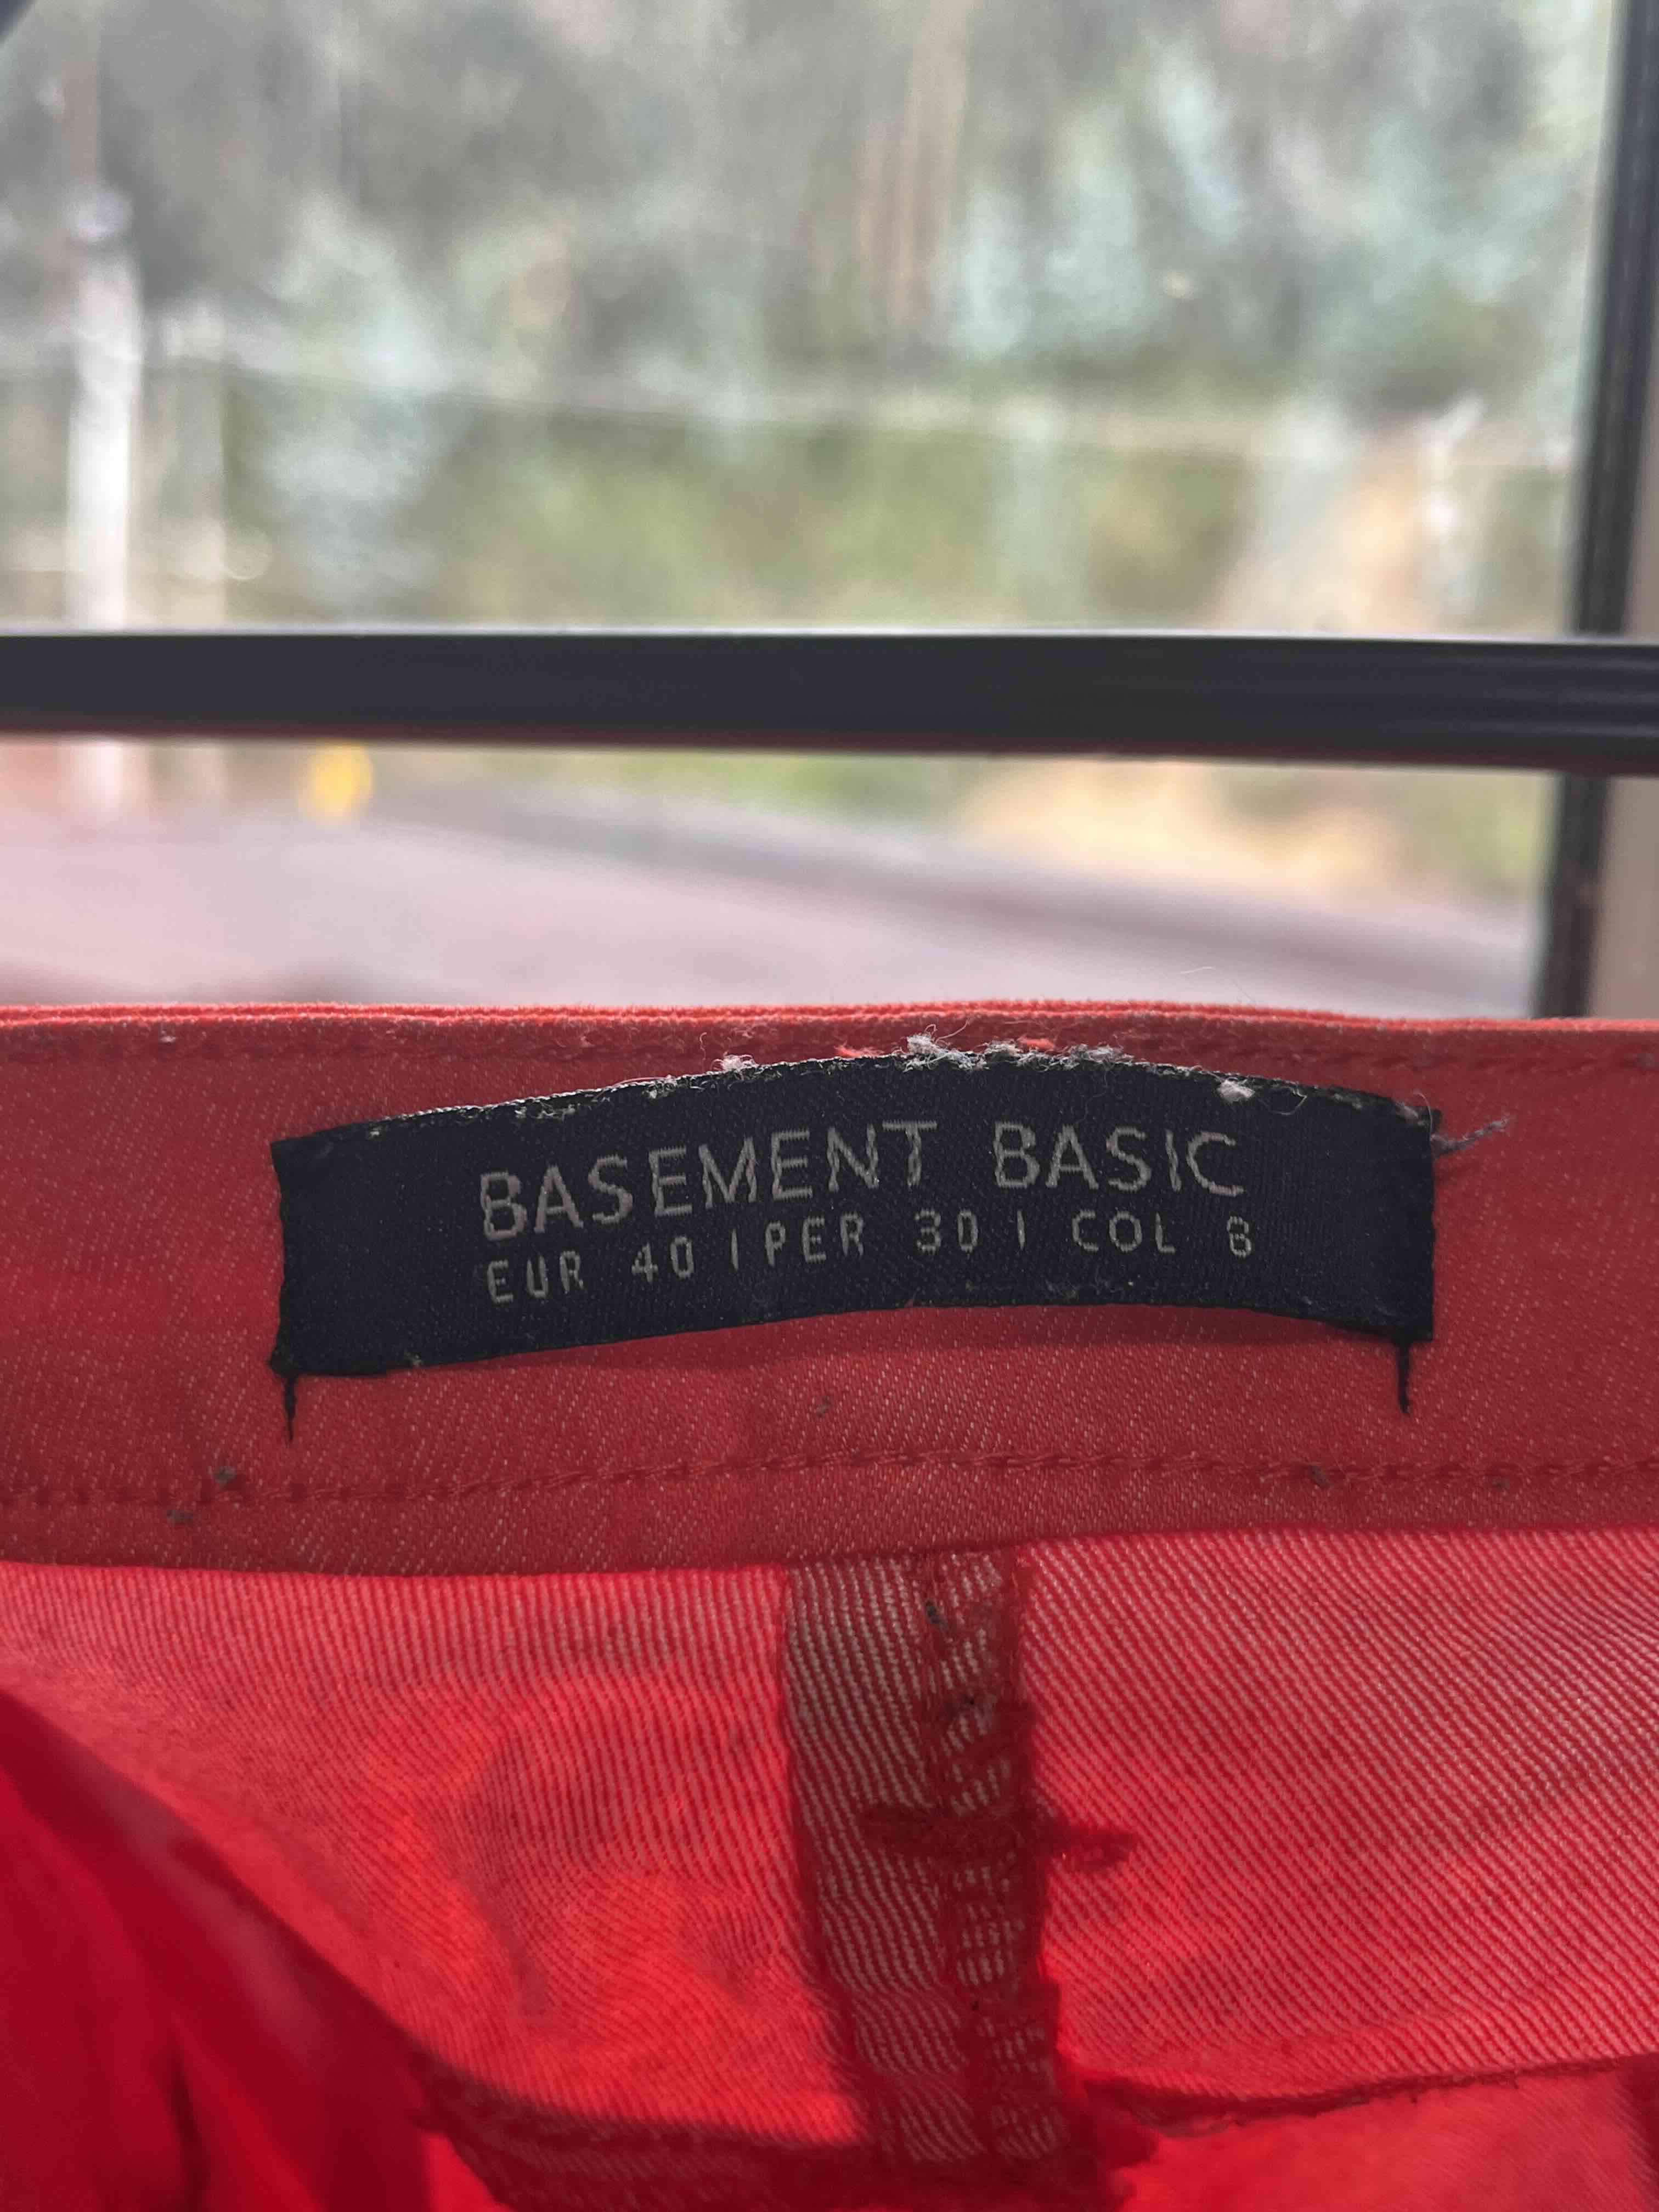 BASEMENT BASIC
EUR 40 | PER 30 | COL 8